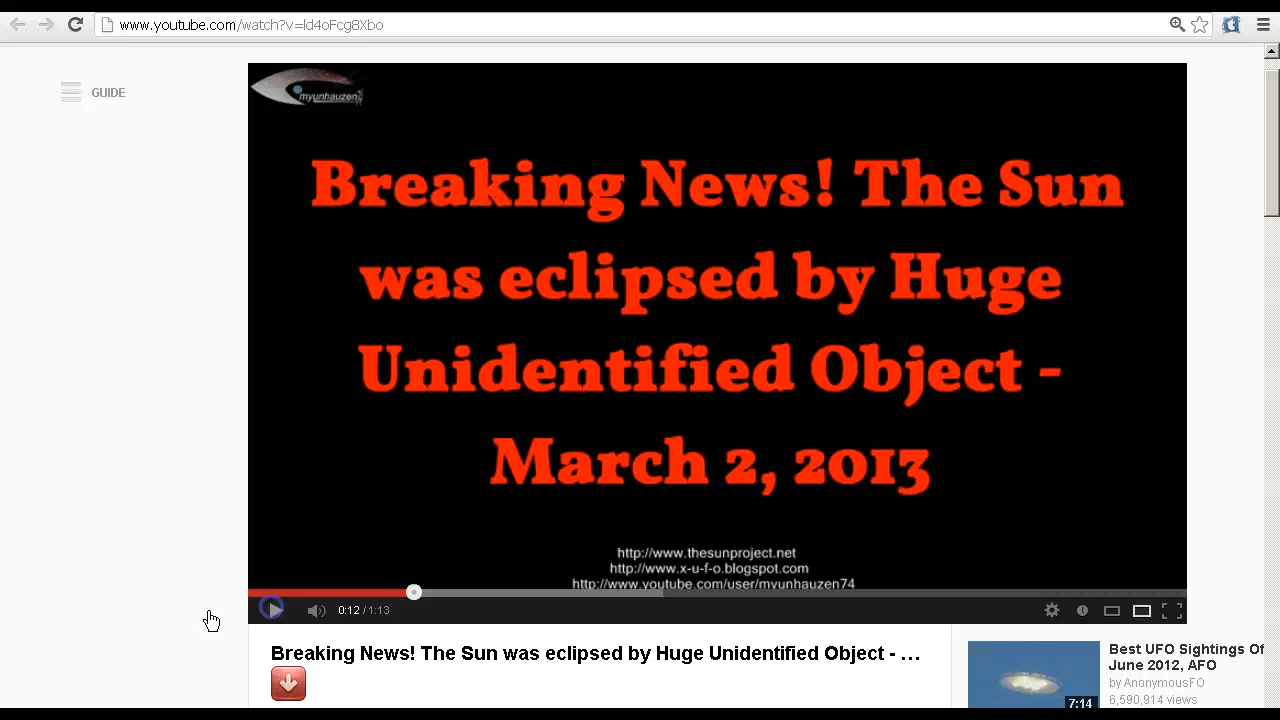 www.youtube.com/watch?v=ld4oFcg8Xbo
GUIDE
myunhauzen74
Breaking News! The Sun
was eclipsed by Huge
Unidentified Object -
March 2, 2013
http://www.thesunproject.net
http://www.x-u-f-o.blogspot.com
http://www.youtube.com/user/myunhauzen74
0:12 / 1:13
Breaking News! The Sun was eclipsed by Huge Unidentified Object - ...
Best UFO Sightings Of
June 2012, AFO
by AnonymousFO
6,590,914 views
7:14